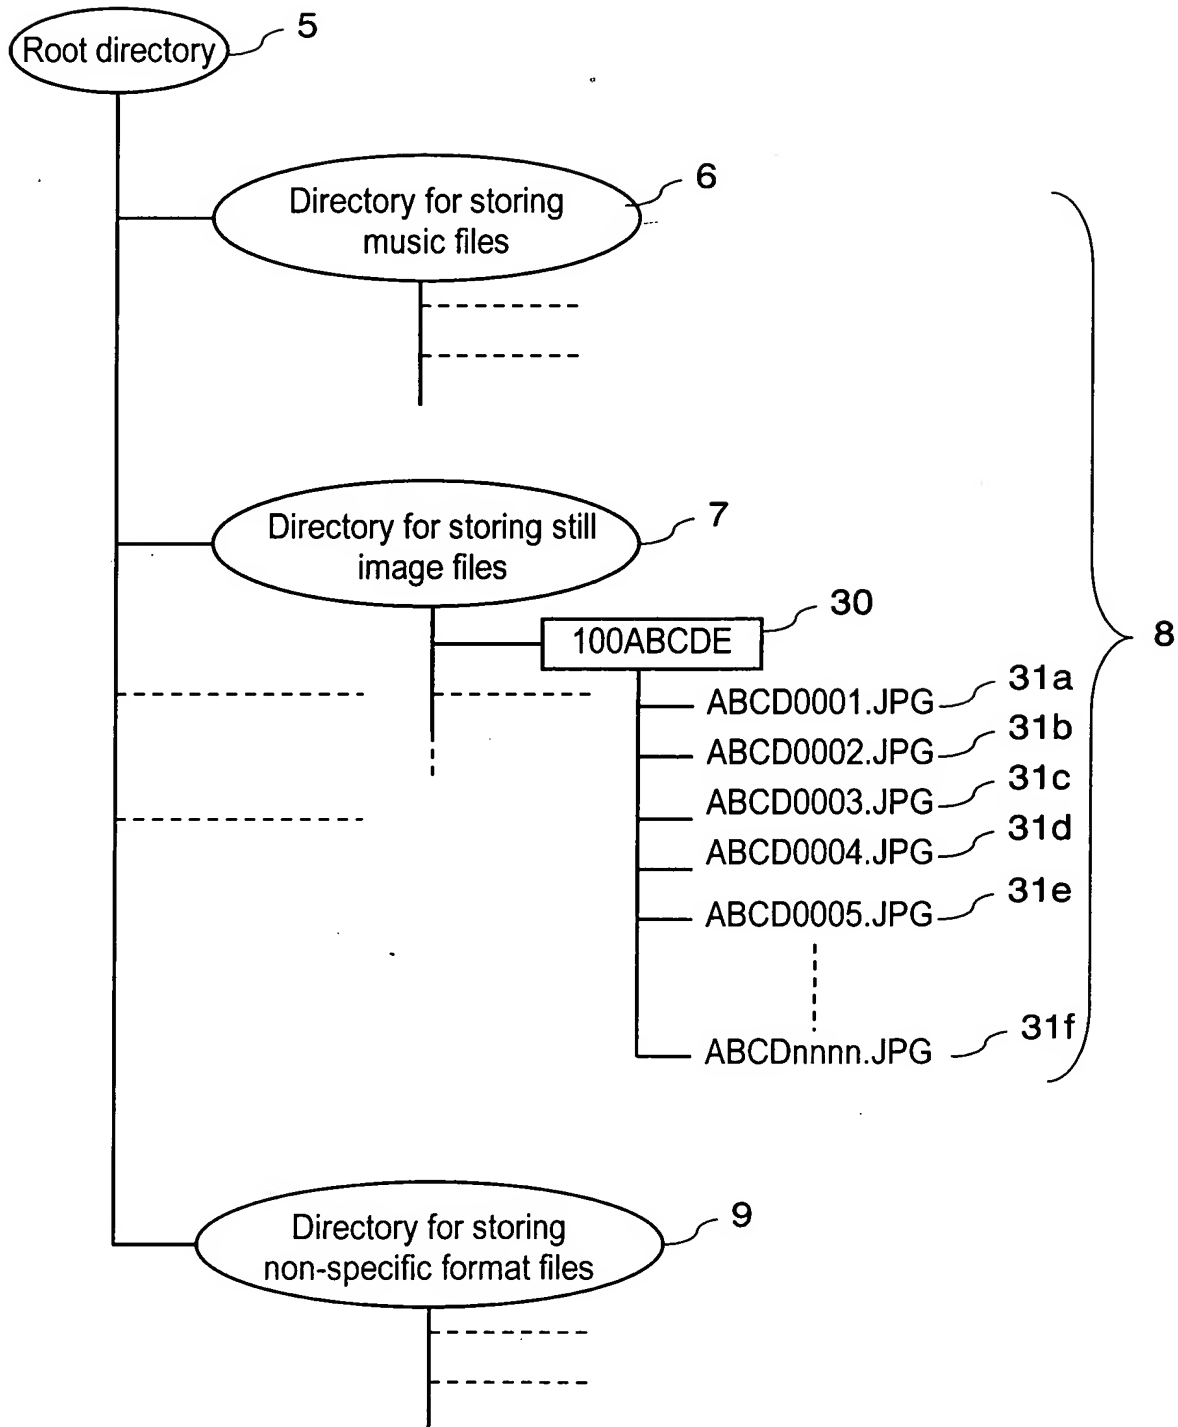 Root directory
5
Directory for storing
music files
6
8
Directory for storing still
image files
7
100ABCDE
30
ABCD0001.JPG
31a
ABCD0002.JPG
31b
ABCD0003.JPG
31c
ABCD0004.JPG
31d
ABCD0005.JPG
31e
ABCDnnnn.JPG
31f
Directory for storing
non-specific format files
9